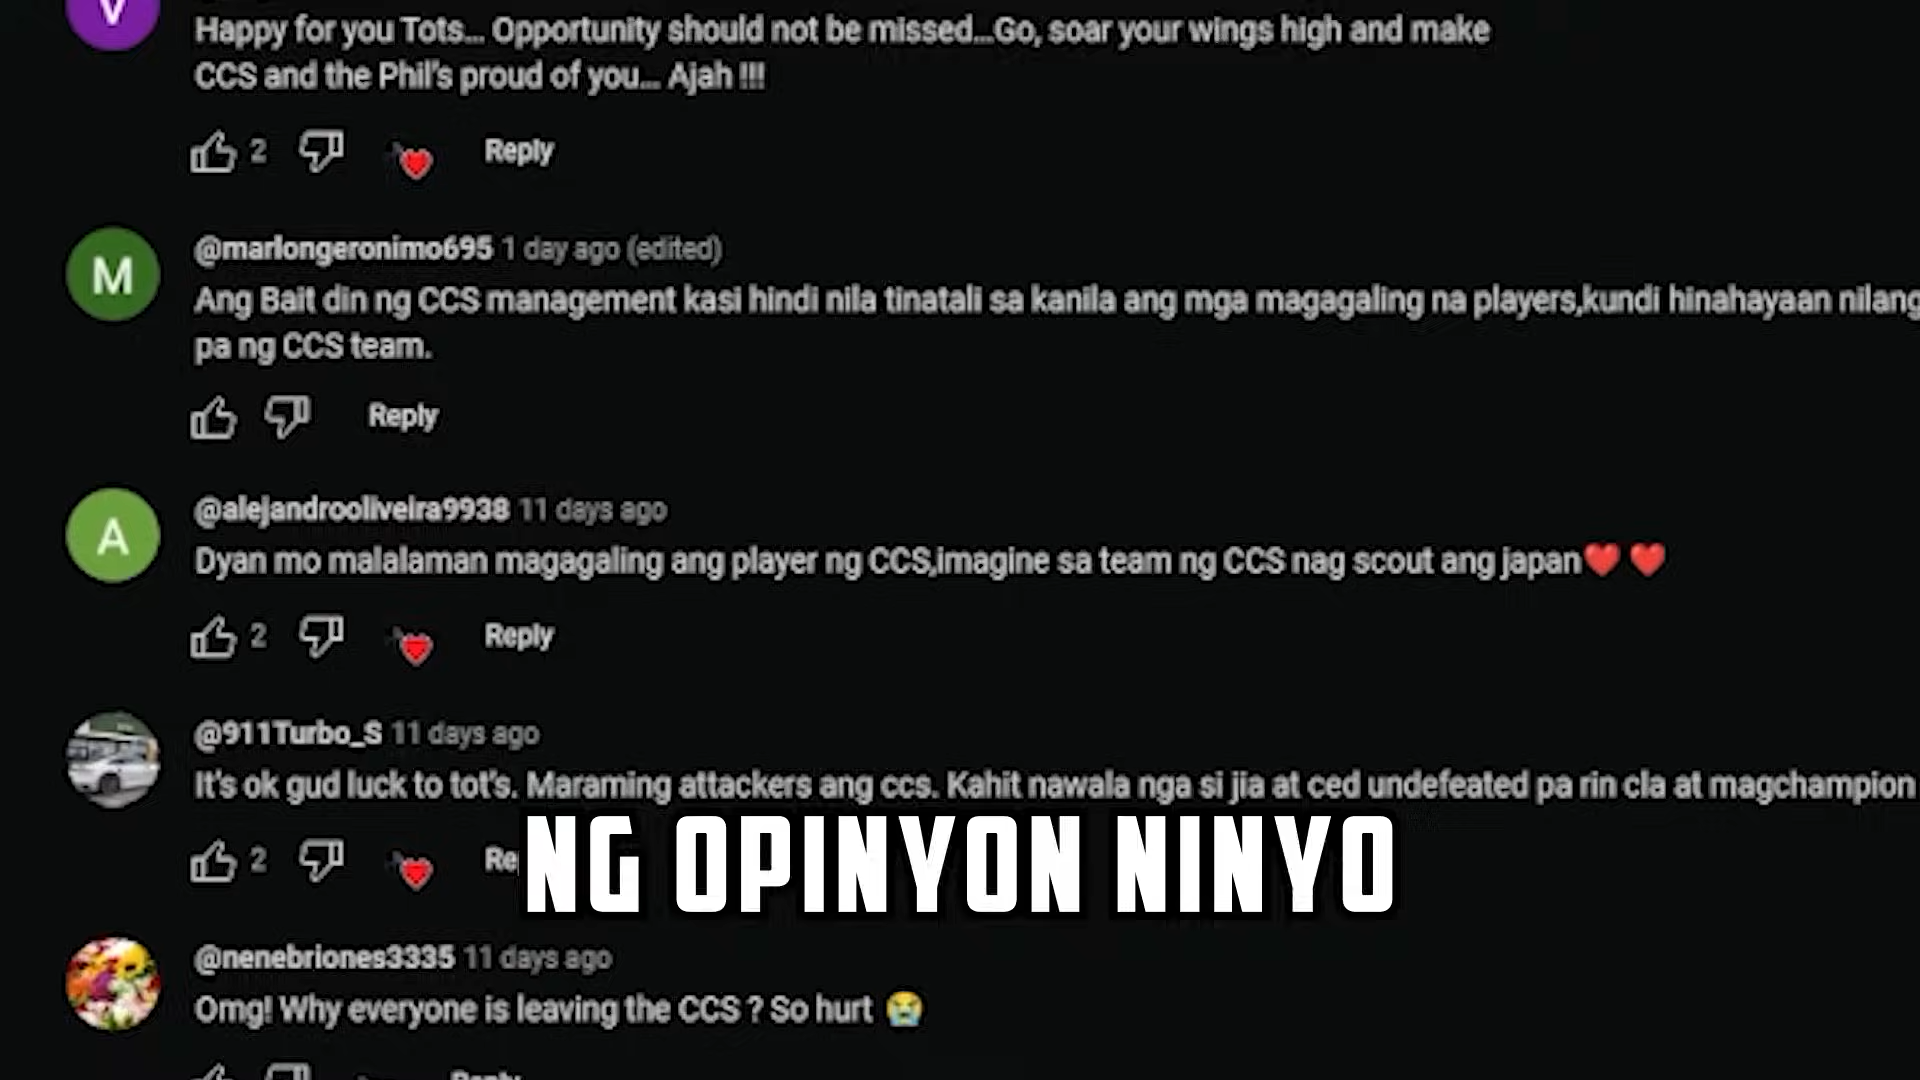 V
Happy for you Tots... Opportunity should not be missed...Go, soar your wings high and make
CCS and the Phil's proud of you... Ajah !!!
2 Reply
M
@marlongeronimo695 1 day ago (edited)
Ang Bait din ng CCS management kasi hindi nila tinatali sa kanila ang mga magagaling na players,kundi hinahayaan nilang
pa ng CCS team.
Reply
A
@alejandrooliveira9938 11 days ago
Dyan mo malalaman magagaling ang player ng CCS,imagine sa team ng CCS nag scout ang japan❤️❤️
2 Reply
@911Turbo_S 11 days ago
It's ok gud luck to tot's. Maraming attackers ang ccs. Kahit nawala nga si jia at ced undefeated pa rin cla at magchampion
2 Re
NG OPINYON NINYO
@nenebriones3335 11 days ago
Omg! Why everyone is leaving the CCS ? So hurt 😭
Reply